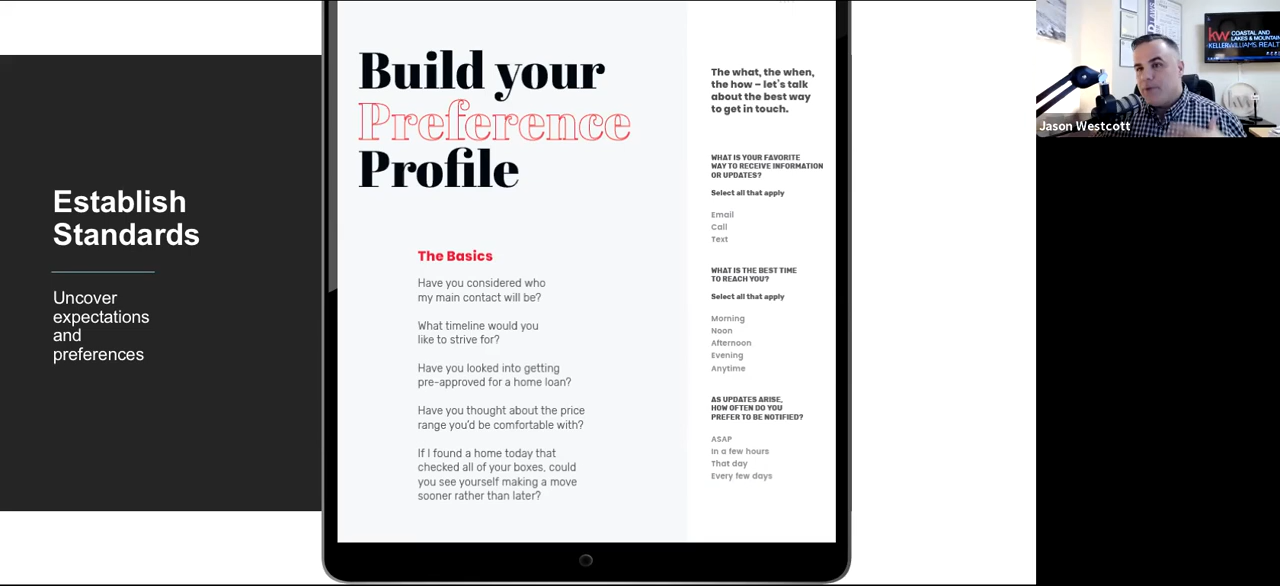 Establish
Standards
Uncover
expectations
and
preferences
Build your
Preference
Profile
The Basics
Have you considered who
my main contact will be?
What timeline would you
like to strive for?
Have you looked into getting
pre-approved for a home loan?
Have you thought about the price
range you'd be comfortable with?
If I found a home today that
checked all of your boxes, could
you see yourself making a move
sooner rather than later?
The what, the when,
the how – let's talk
about the best way
to get in touch.
WHAT IS YOUR FAVORITE
WAY TO RECEIVE INFORMATION
OR UPDATES?
Select all that apply
Email
Call
Text
WHAT IS THE BEST TIME
TO REACH YOU?
Select all that apply
Morning
Noon
Afternoon
Evening
Anytime
AS UPDATES ARISE,
HOW OFTEN DO YOU
PREFER TO BE NOTIFIED?
ASAP
In a few hours
That day
Every few days
kw COASTAL AND
LAKES & MOUNTAINS
KELLERWILLIAMS. REALTY
kw
Jason Westcott